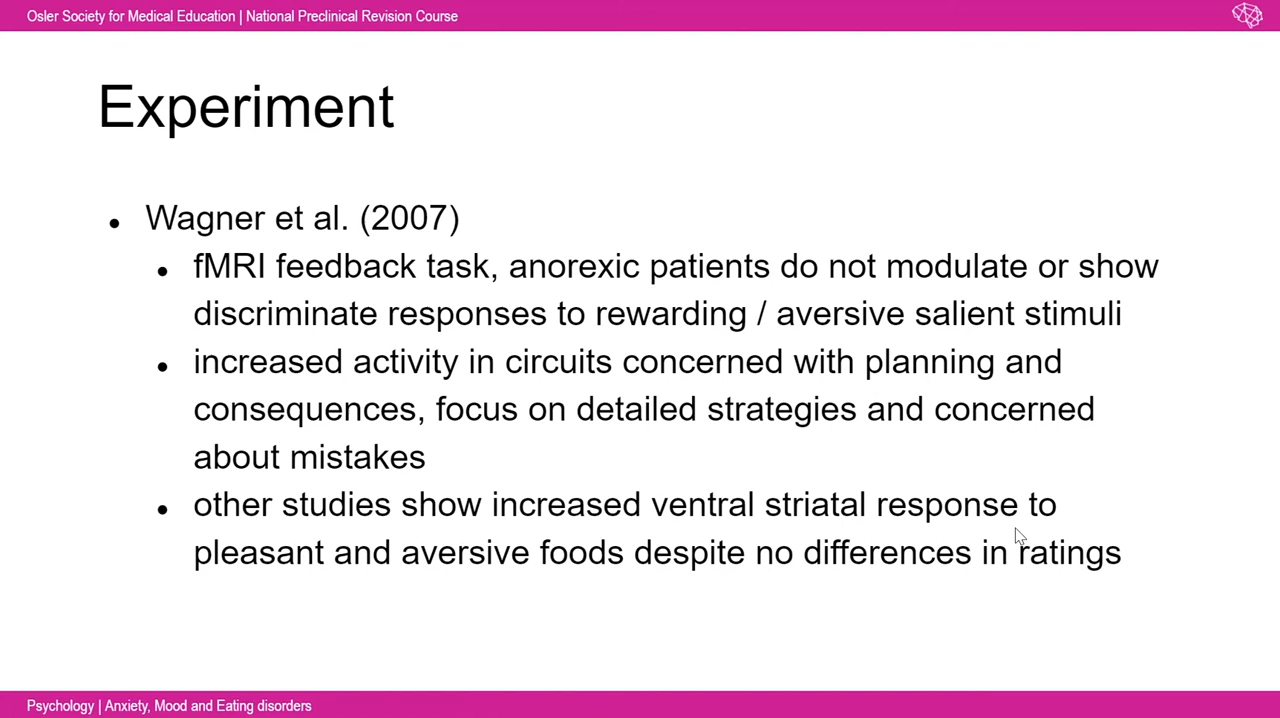 Osler Society for Medical Education | National Preclinical Revision Course
Experiment
• Wagner et al. (2007)
• fMRI feedback task, anorexic patients do not modulate or show
discriminate responses to rewarding / aversive salient stimuli
• increased activity in circuits concerned with planning and
consequences, focus on detailed strategies and concerned
about mistakes
• other studies show increased ventral striatal response to
pleasant and aversive foods despite no differences in ratings
Psychology | Anxiety, Mood and Eating disorders